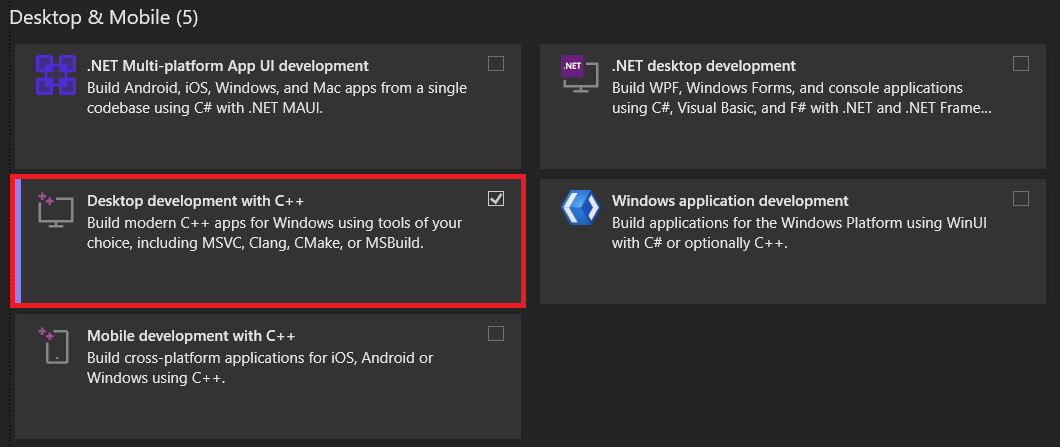 Desktop & Mobile (5)
.NET Multi-platform App UI development
Build Android, iOS, Windows, and Mac apps from a single
codebase using C# with .NET MAUI.
.NET
.NET desktop development
Build WPF, Windows Forms, and console applications
using C#, Visual Basic, and F# with .NET and .NET Frame...
Desktop development with C++
Build modern C++ apps for Windows using tools of your
choice, including MSVC, Clang, CMake, or MSBuild.
Windows application development
Build applications for the Windows Platform using WinUI
with C# or optionally C++.
Mobile development with C++
Build cross-platform applications for iOS, Android or
Windows using C++.